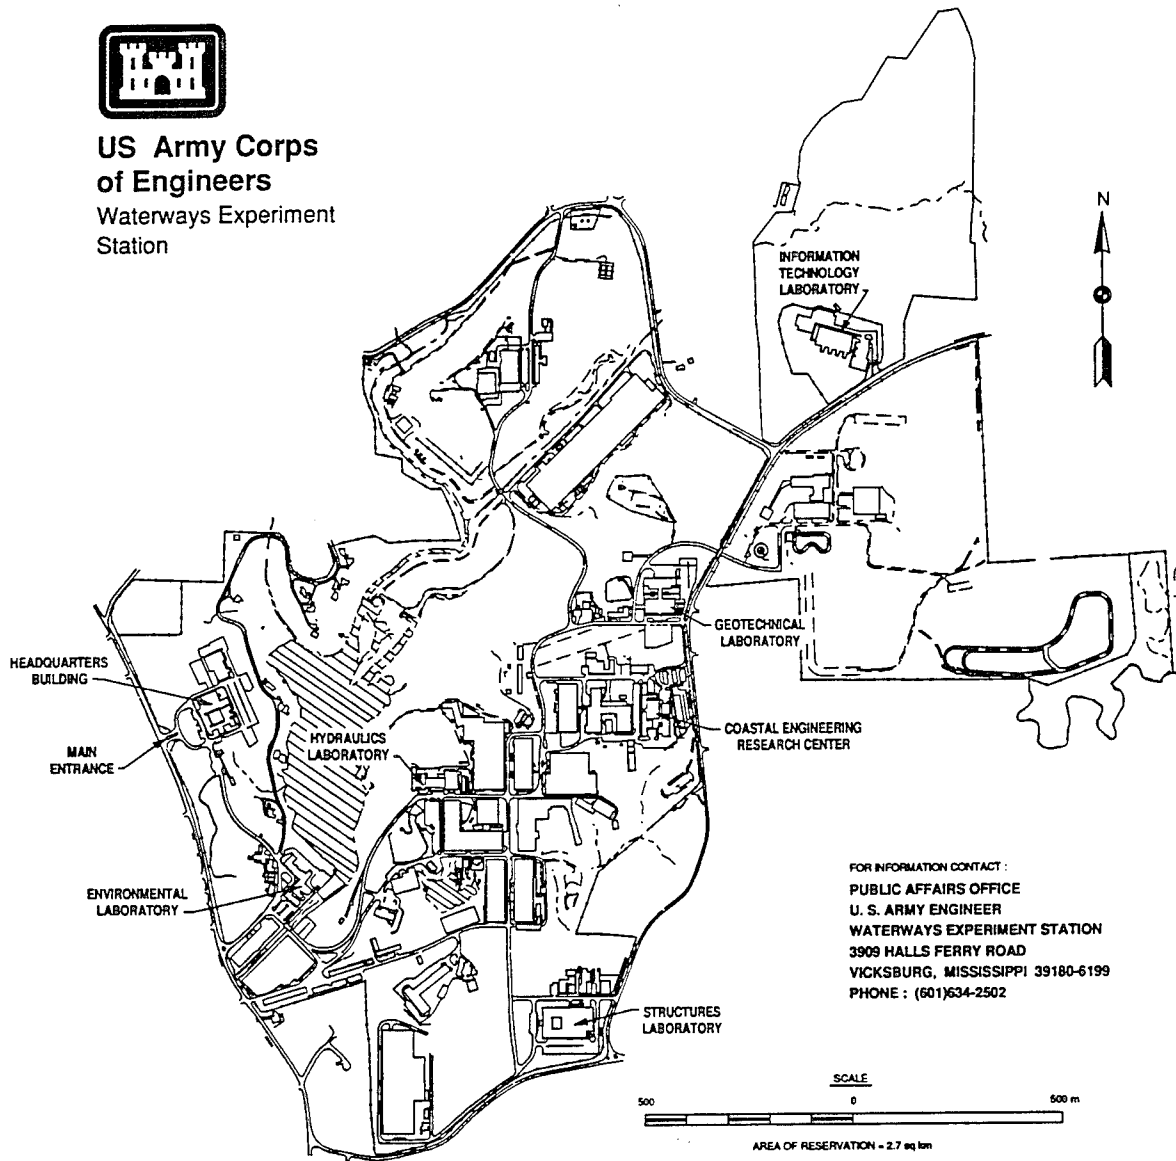 US Army Corps
of Engineers
Waterways Experiment
Station
N
INFORMATION
TECHNOLOGY
LABORATORY
GEOTECHNICAL
LABORATORY
HEADQUARTERS
BUILDING
MAIN
ENTRANCE
HYDRAULICS
LABORATORY
COASTAL ENGINEERING
RESEARCH CENTER
ENVIRONMENTAL
LABORATORY
STRUCTURES
LABORATORY
FOR INFORMATION CONTACT :
PUBLIC AFFAIRS OFFICE
U. S. ARMY ENGINEER
WATERWAYS EXPERIMENT STATION
3909 HALLS FERRY ROAD
VICKSBURG, MISSISSIPPI 39180-6199
PHONE : (601)634-2502
SCALE
500 0 500 m
AREA OF RESERVATION = 2.7 sq km